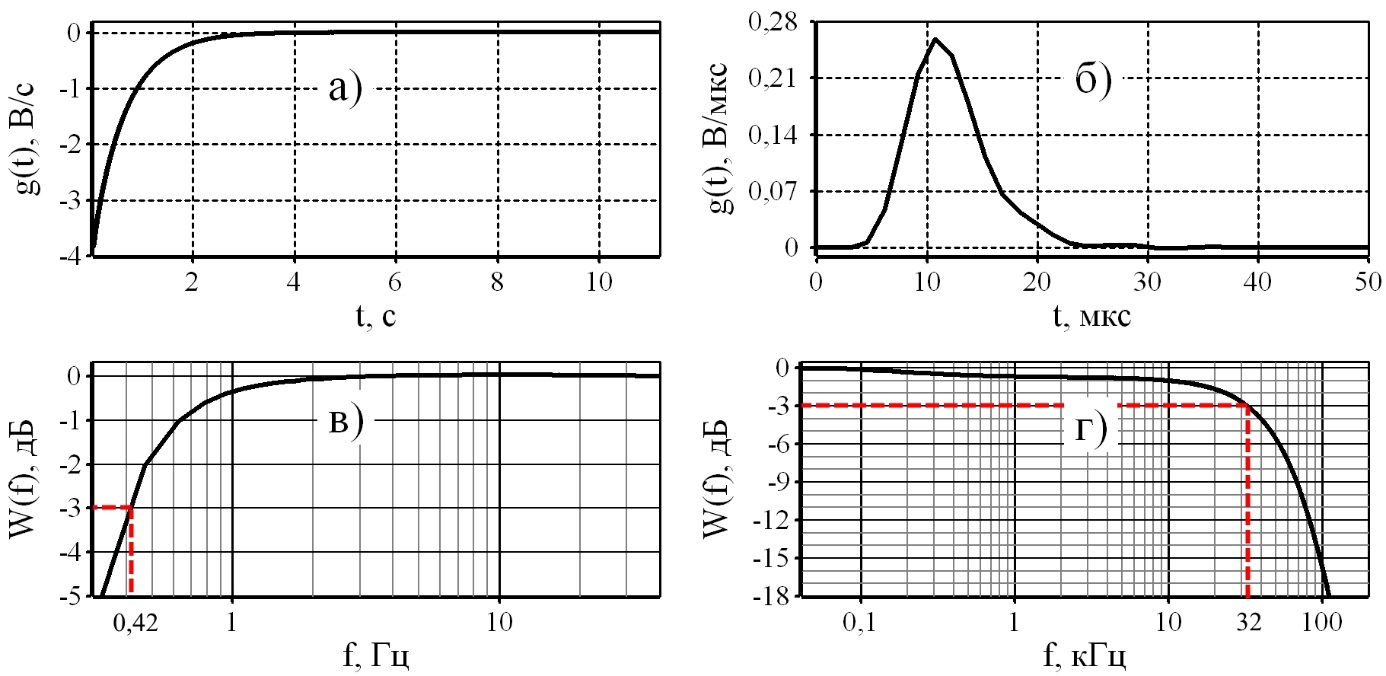 0
-1
-2
-3
-4
g(t), В/с
а)
2 4 6 8 10
t, с
0,28
0,21
0,14
0,07
0
g(t), В/мкс
б)
0 10 20 30 40 50
t, мкс
0
-1
-2
-3
-4
-5
W(f), дБ
в)
0,42 1 10
f, Гц
0
-3
-6
-9
-12
-15
-18
W(f), дБ
г)
0,1 1 10 32 100
f, кГц